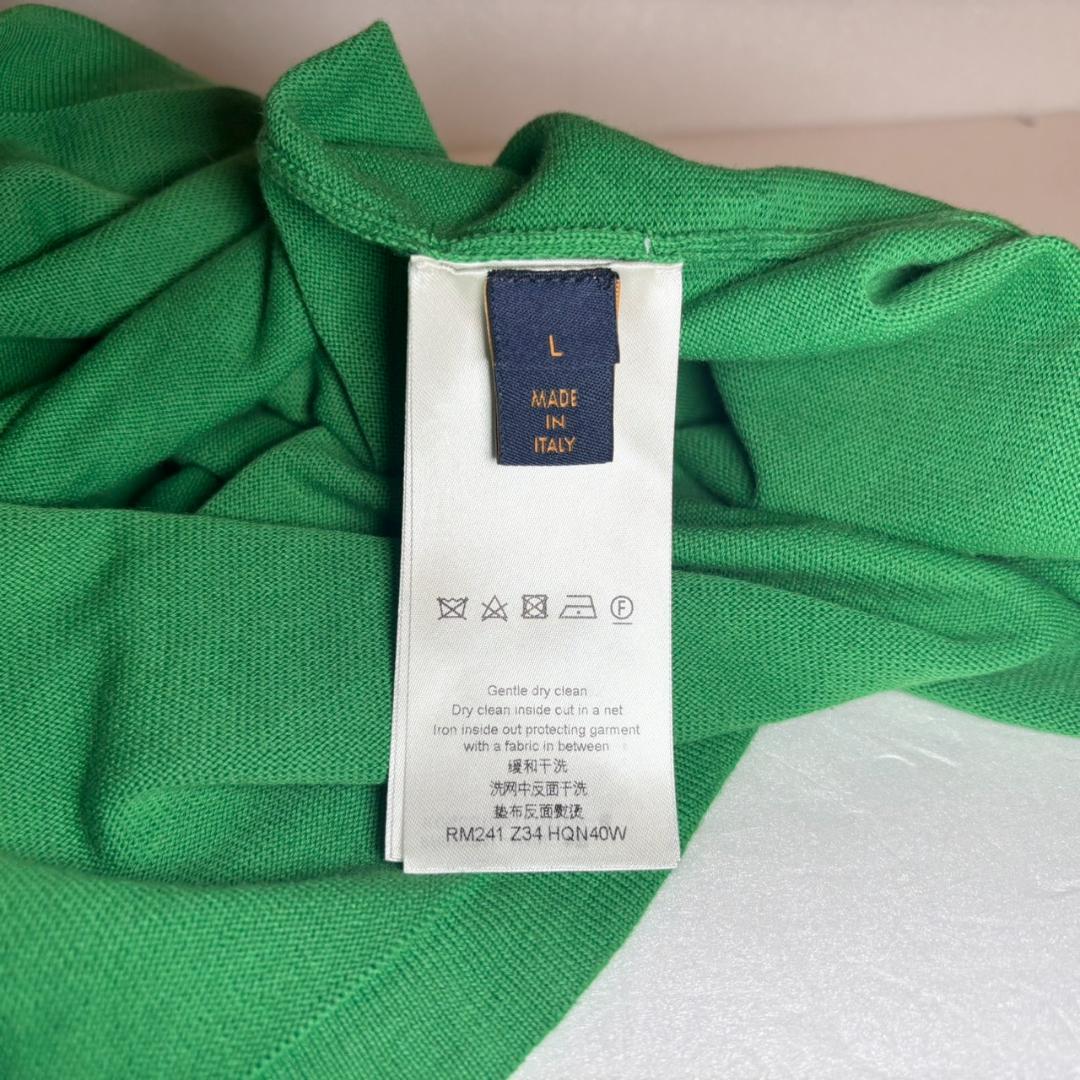 L
MADE
IN
ITALY
F
Gentle dry clean
Dry clean inside out in a net
Iron inside out protecting garment
with a fabric in between
缓和干洗
洗网中反面干洗
垫布反面熨烫
RM241 Z34 HQN40W